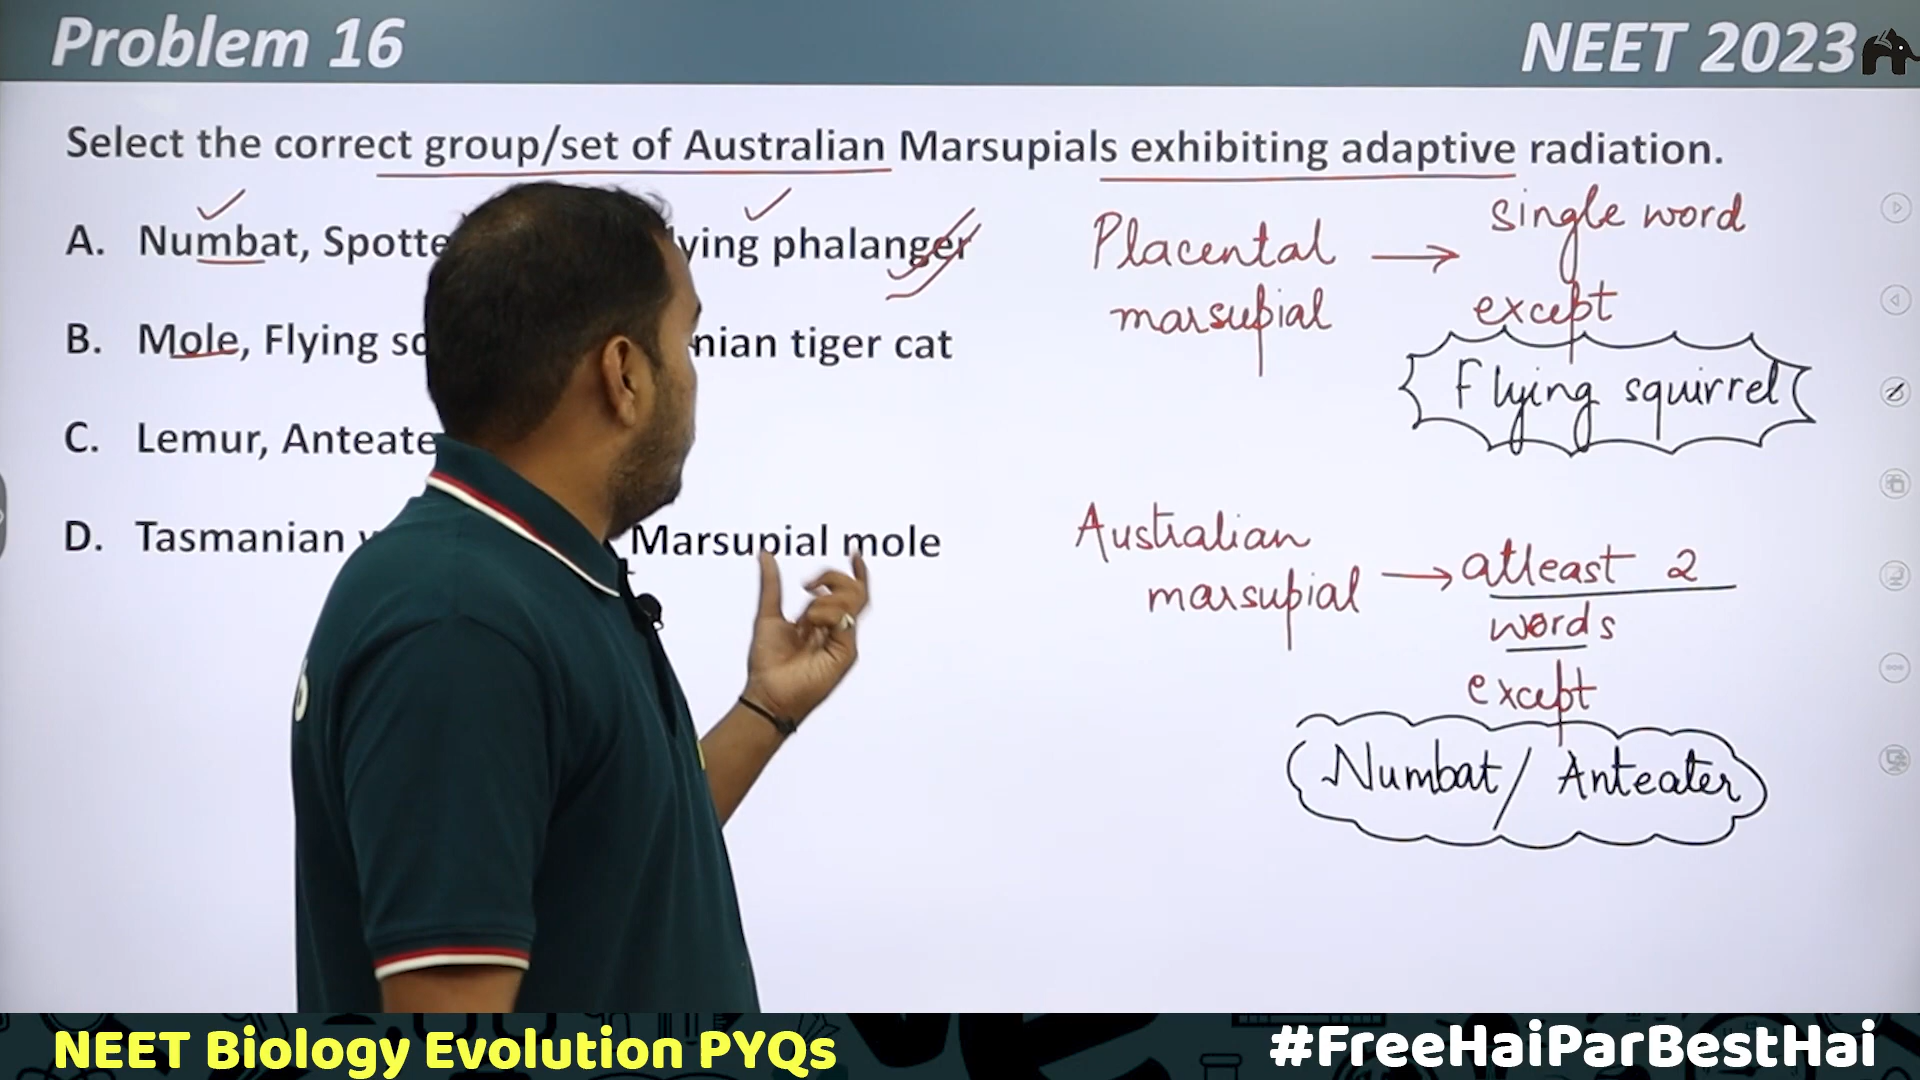 Problem 16
NEET 2023
Select the correct group/set of Australian Marsupials exhibiting adaptive radiation.
A. Numbat, Spotte ying phalanger
B. Mole, Flying sq nian tiger cat
C. Lemur, Anteate
D. Tasmanian Marsupial mole
Placental
marsupial
single word
except
Flying squirrel
Australian
marsupial
atleast 2
words
except
Numbat/ Anteater
NEET Biology Evolution PYQs
#FreeHaiParBestHai